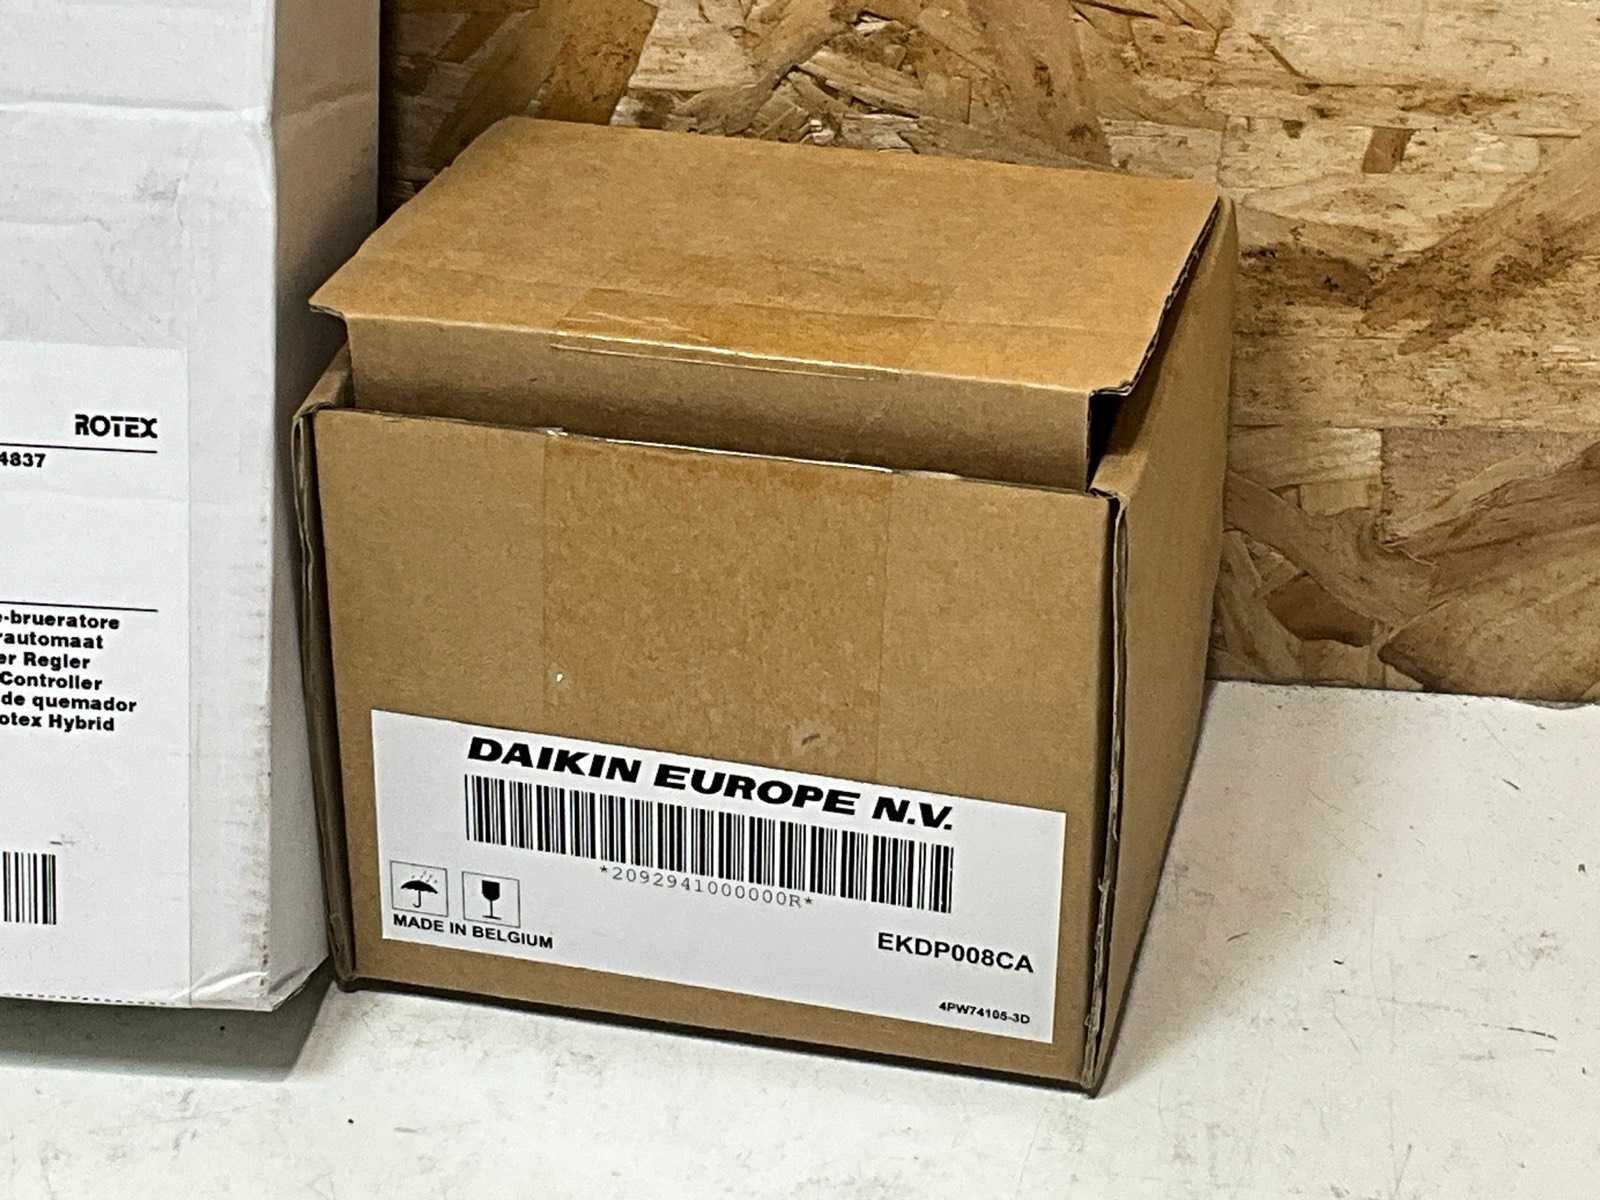 ROTEX
4837
-brueratore
rautomaat
er Regler
Controller
de quemador
otex Hybrid
DAIKIN EUROPE N.V.
*2092941000000R*
MADE IN BELGIUM
EKDP008CA
4PW74105-3D